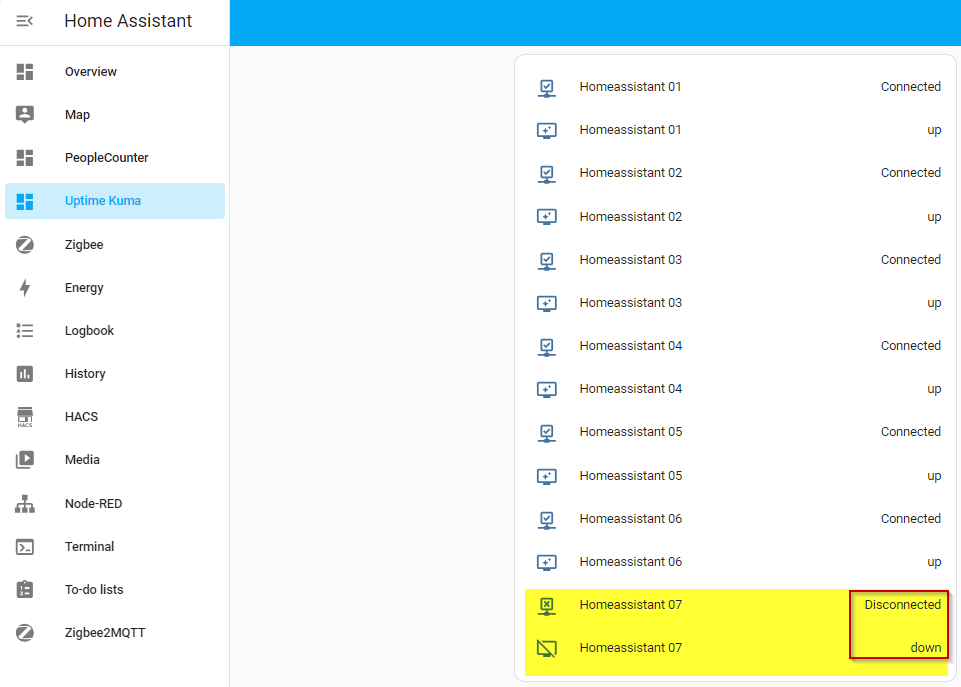 Home Assistant
Overview
Map
PeopleCounter
Uptime Kuma
Zigbee
Energy
Logbook
History
HACS
HACS
Media
Node-RED
Terminal
To-do lists
Zigbee2MQTT
Homeassistant 01 Connected
Homeassistant 01 up
Homeassistant 02 Connected
Homeassistant 02 up
Homeassistant 03 Connected
Homeassistant 03 up
Homeassistant 04 Connected
Homeassistant 04 up
Homeassistant 05 Connected
Homeassistant 05 up
Homeassistant 06 Connected
Homeassistant 06 up
Homeassistant 07 Disconnected
Homeassistant 07 down